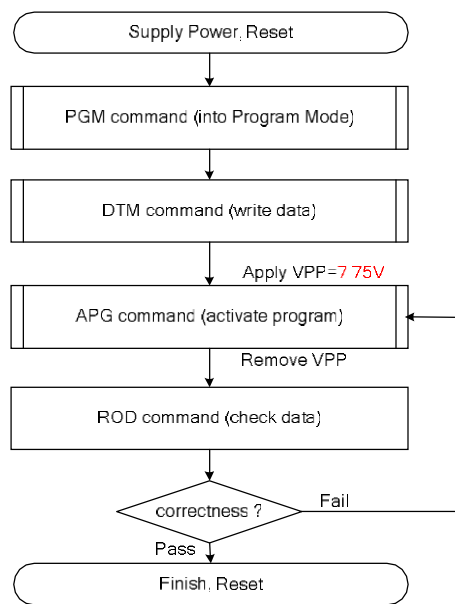 Supply Power, Reset
PGM command (into Program Mode)
DTM command (write data)
Apply VPP=7.75V
APG command (activate program)
Remove VPP
ROD command (check data)
correctness ?
Fail
Pass
Finish, Reset